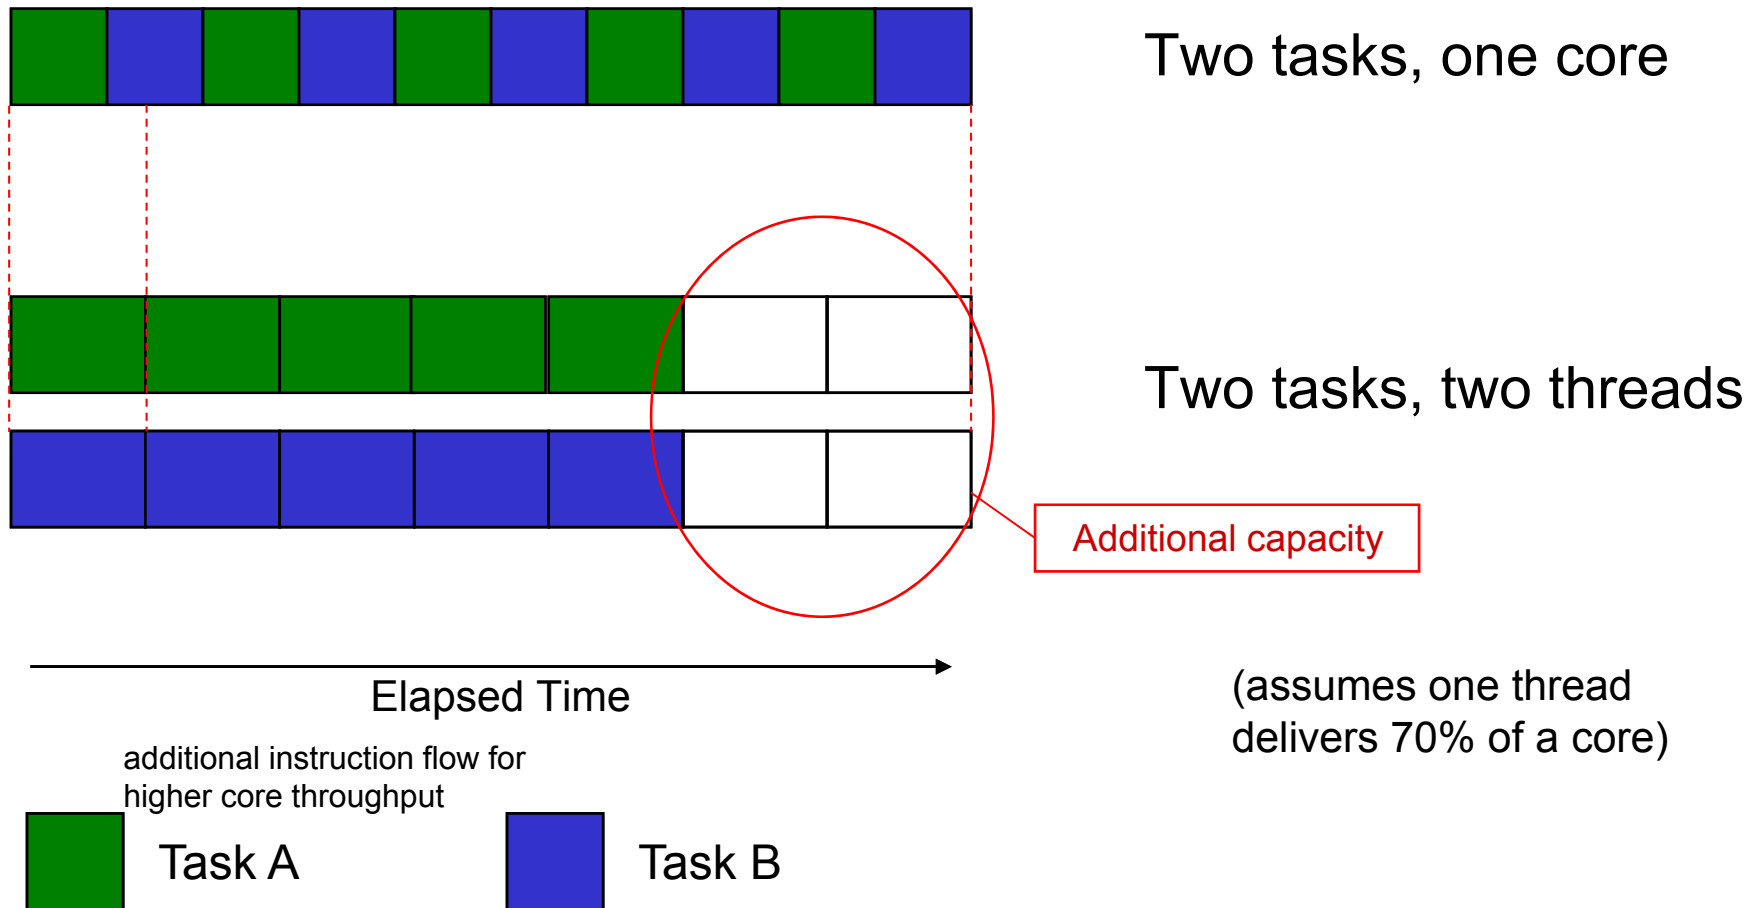 Two tasks, one core
Two tasks, two threads
Additional capacity
Elapsed Time
(assumes one thread
delivers 70% of a core)
additional instruction flow for
higher core throughput
Task A
Task B